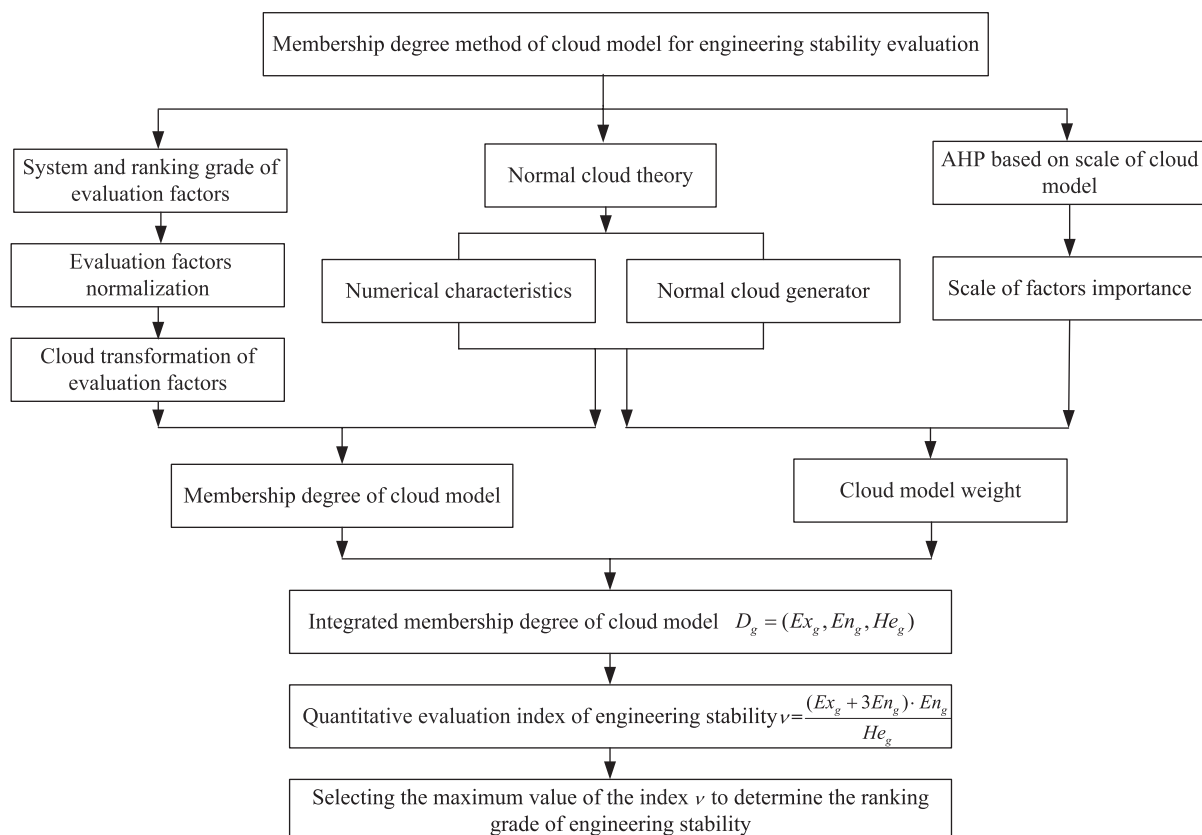 Membership degree method of cloud model for engineering stability evaluation
System and ranking grade of
evaluation factors
Normal cloud theory
AHP based on scale of cloud
model
Evaluation factors
normalization
Numerical characteristics
Normal cloud generator
Scale of factors importance
Cloud transformation of
evaluation factors
Membership degree of cloud model
Cloud model weight
Integrated membership degree of cloud model D_g = (Ex_g, En_g, He_g)
Quantitative evaluation index of engineering stability ν = (Ex_g + 3En_g) · En_g / He_g
Selecting the maximum value of the index ν to determine the ranking
grade of engineering stability